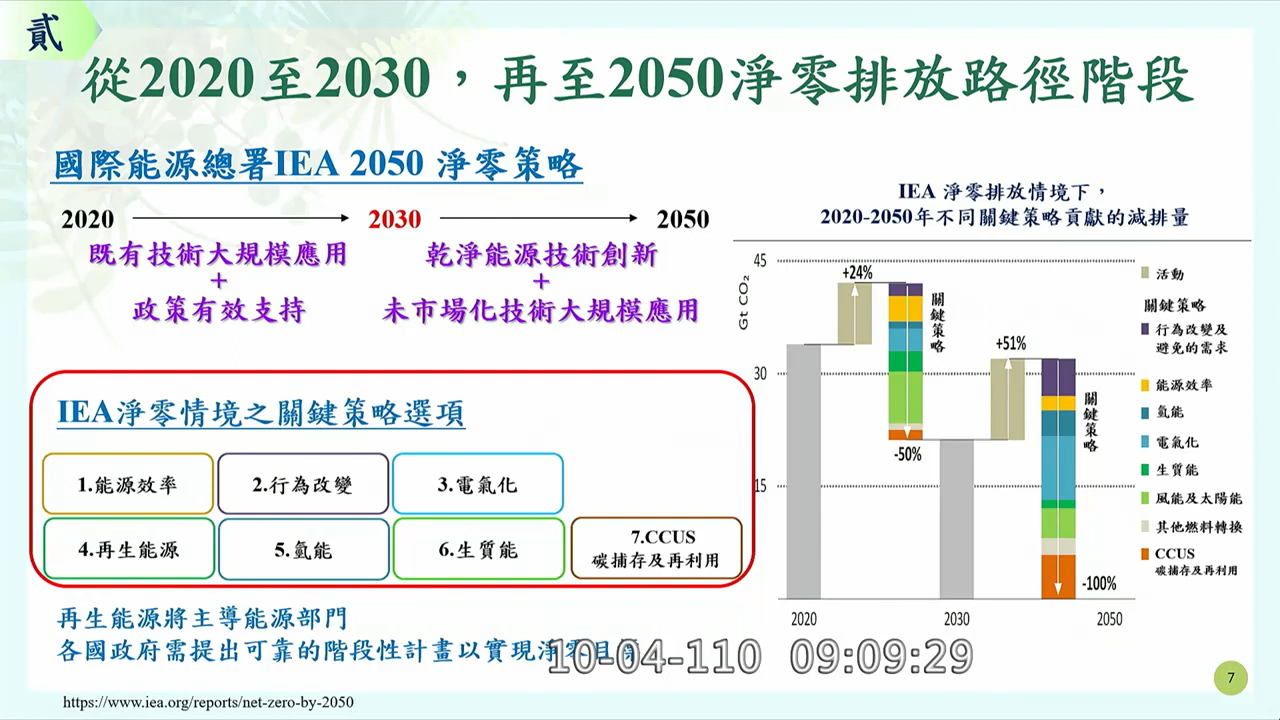 貳
從2020至2030，再至2050淨零排放路徑階段
國際能源總署IEA 2050 淨零策略
2020
2030
2050
既有技術大規模應用
+
政策有效支持
乾淨能源技術創新
+
未市場化技術大規模應用
IEA淨零情境之關鍵策略選項
1.能源效率
2.行為改變
3.電氣化
4.再生能源
5.氫能
6.生質能
7.CCUS
碳捕存及再利用
再生能源將主導能源部門
各國政府需提出可靠的階段性計畫以實現淨零目
10-04-110 09:09:29
https://www.iea.org/reports/net-zero-by-2050
IEA 淨零排放情境下，
2020-2050年不同關鍵策略貢獻的減排量
Gt CO₂
45
30
15
+24%
關鍵策略
-50%
+51%
關鍵策略
-100%
2020
2030
2050
活動
關鍵策略
行為改變及
避免的需求
能源效率
氫能
電氣化
生質能
風能及太陽能
其他燃料轉換
CCUS
碳捕存及再利用
7